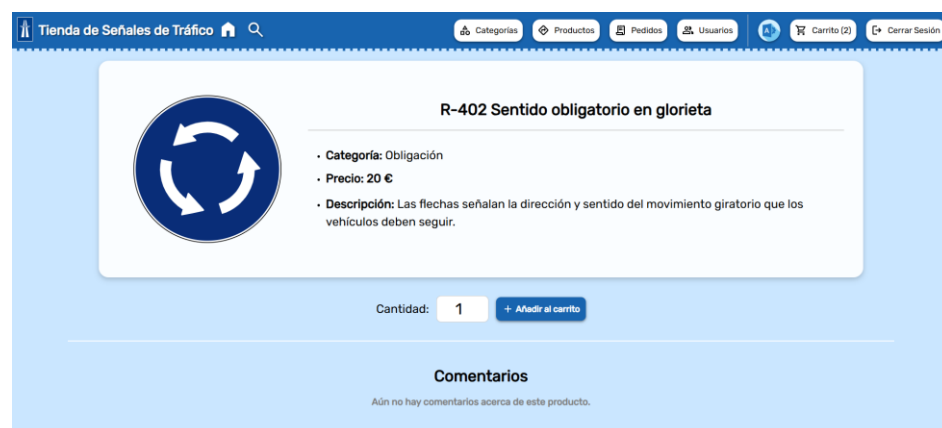 Tienda de Señales de Tráfico
Categorías
Productos
Pedidos
Usuarios
Carrito (2)
Cerrar Sesión
R-402 Sentido obligatorio en glorieta
• Categoría: Obligación
• Precio: 20 €
• Descripción: Las flechas señalan la dirección y sentido del movimiento giratorio que los
vehículos deben seguir.
Cantidad: 1 + Añadir al carrito
Comentarios
Aún no hay comentarios acerca de este producto.